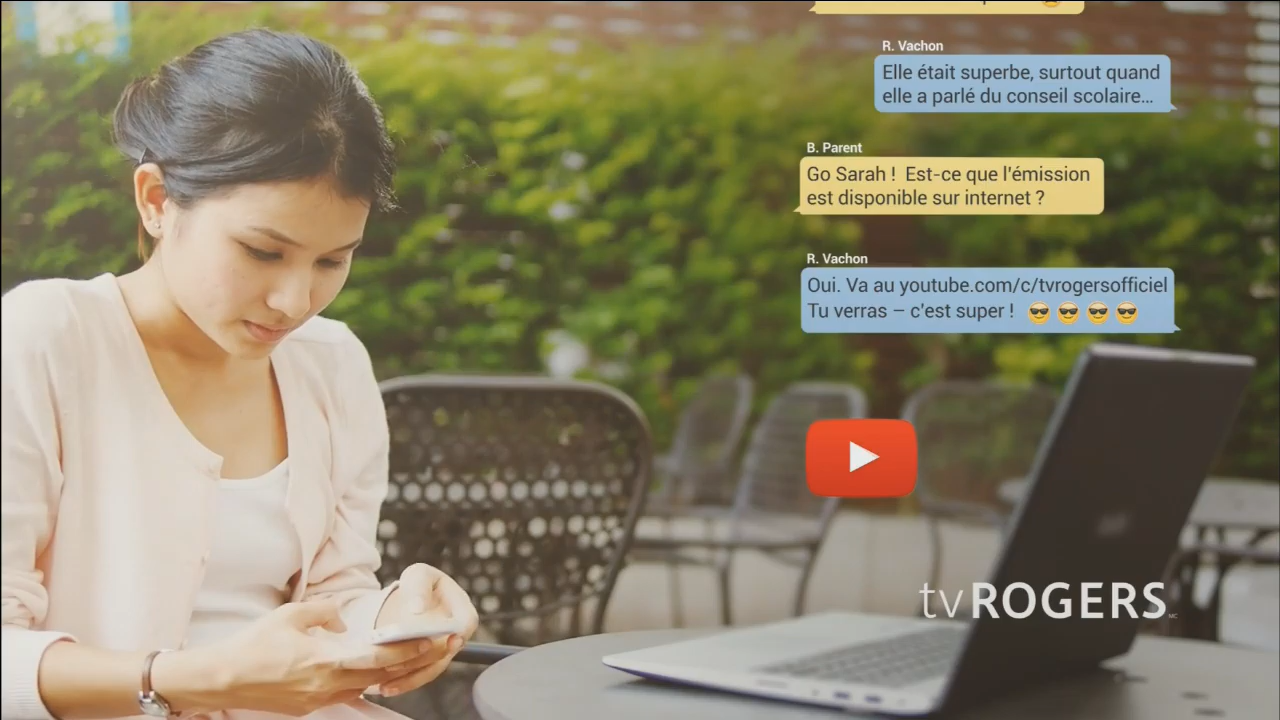 R. Vachon
Elle était superbe, surtout quand
elle a parlé du conseil scolaire...
B. Parent
Go Sarah ! Est-ce que l'émission
est disponible sur internet ?
R. Vachon
Oui. Va au youtube.com/c/tvrogersofficiel
Tu verras – c'est super ! 😎 😎 😎 😎
tvROGERS